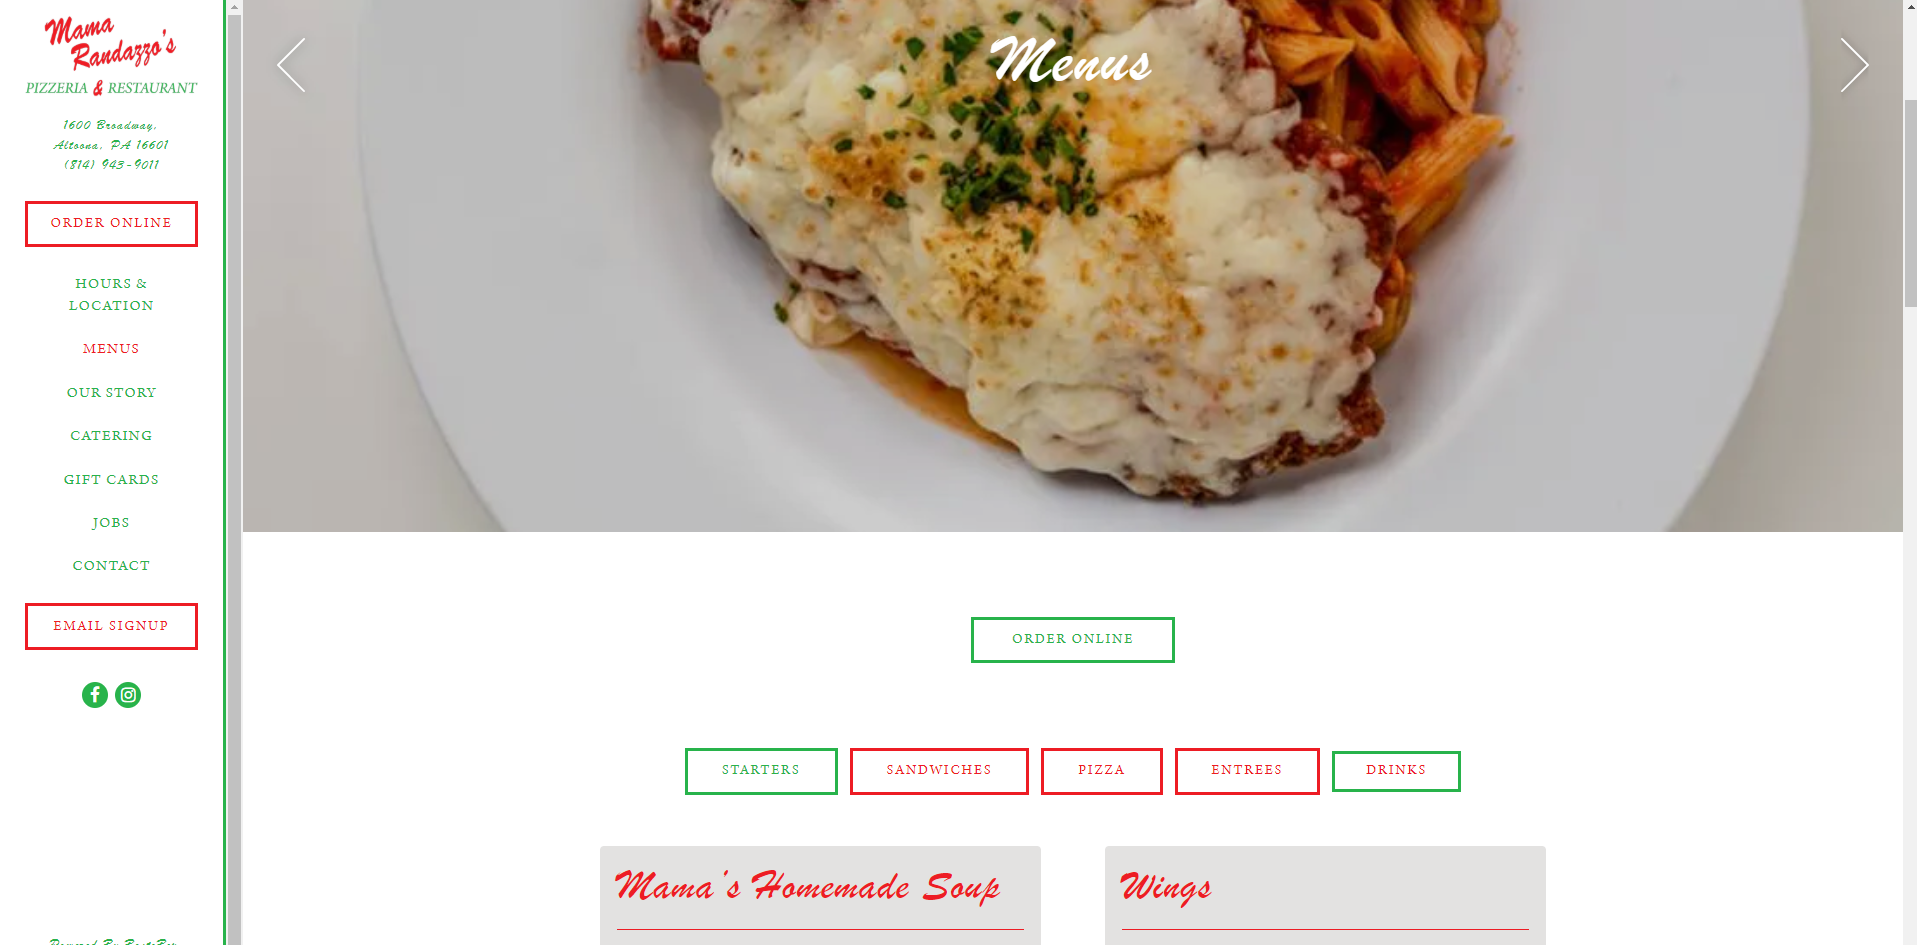 Mama
Randazzo's
PIZZERIA & RESTAURANT
1600 Broadway,
Altoona, PA 16601
(814) 943-9011
ORDER ONLINE
HOURS &
LOCATION
MENUS
OUR STORY
CATERING
GIFT CARDS
JOBS
CONTACT
EMAIL SIGNUP
Powered By
Menus
ORDER ONLINE
STARTERS
SANDWICHES
PIZZA
ENTREES
DRINKS
Mama's Homemade Soup
Wings